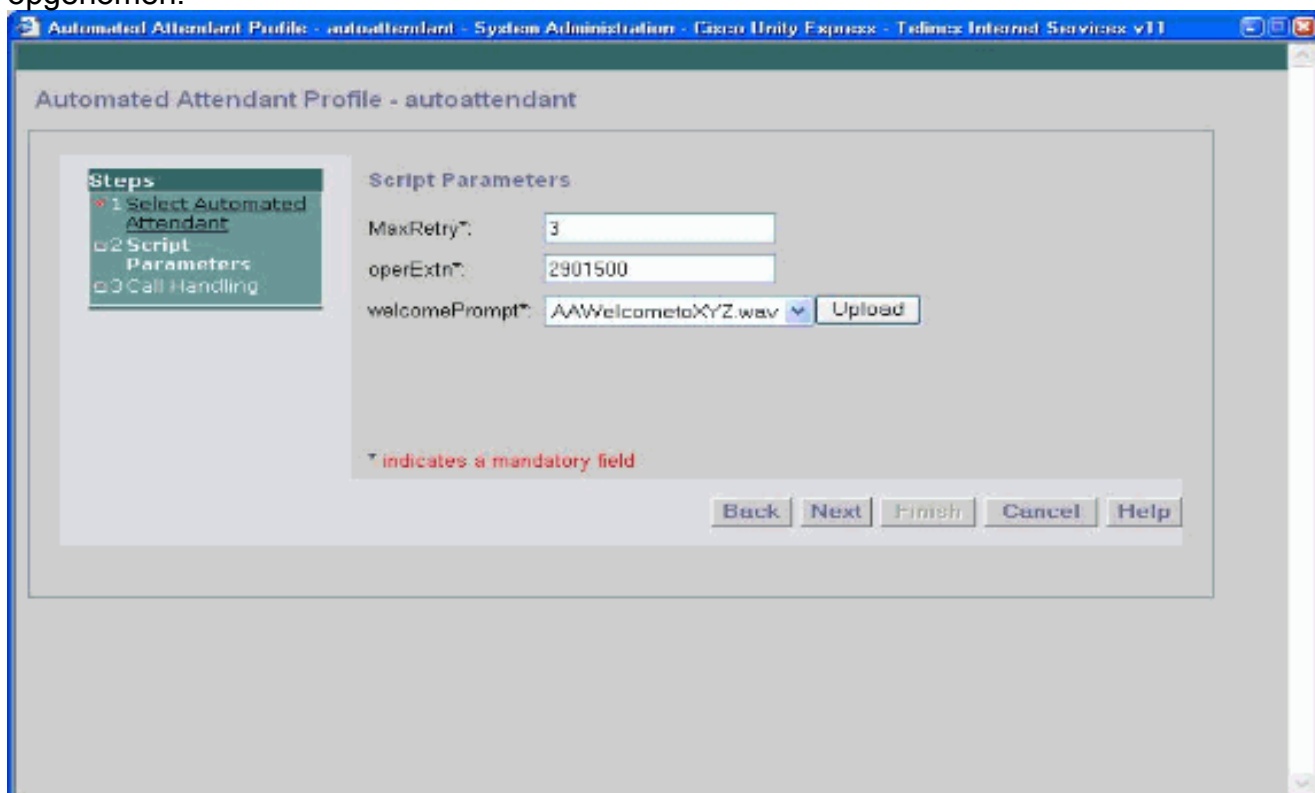 opgenomen.
Automated Attendant Profile - autoattendant - System Administration - Cisco Unity Express - Telimex Internet Services v11
Automated Attendant Profile - autoattendant
Steps
1 Select Automated
Attendant
2 Script
Parameters
3 Call Handling
Script Parameters
MaxRetry*: 3
operExtn*: 2901500
welcomePrompt*: AAWelcometoXYZ.wav Upload
* indicates a mandatory field
Back Next Finish Cancel Help